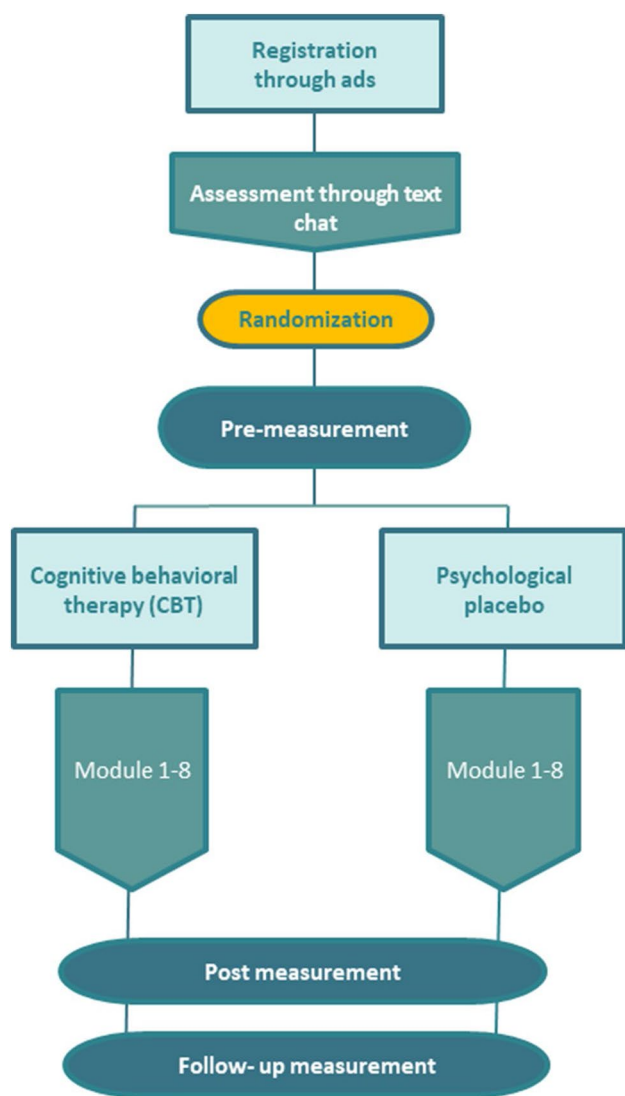 Registration
through ads
Assessment through text
chat
Randomization
Pre-measurement
Cognitive behavioral
therapy (CBT)
Psychological
placebo
Module 1-8
Module 1-8
Post measurement
Follow- up measurement